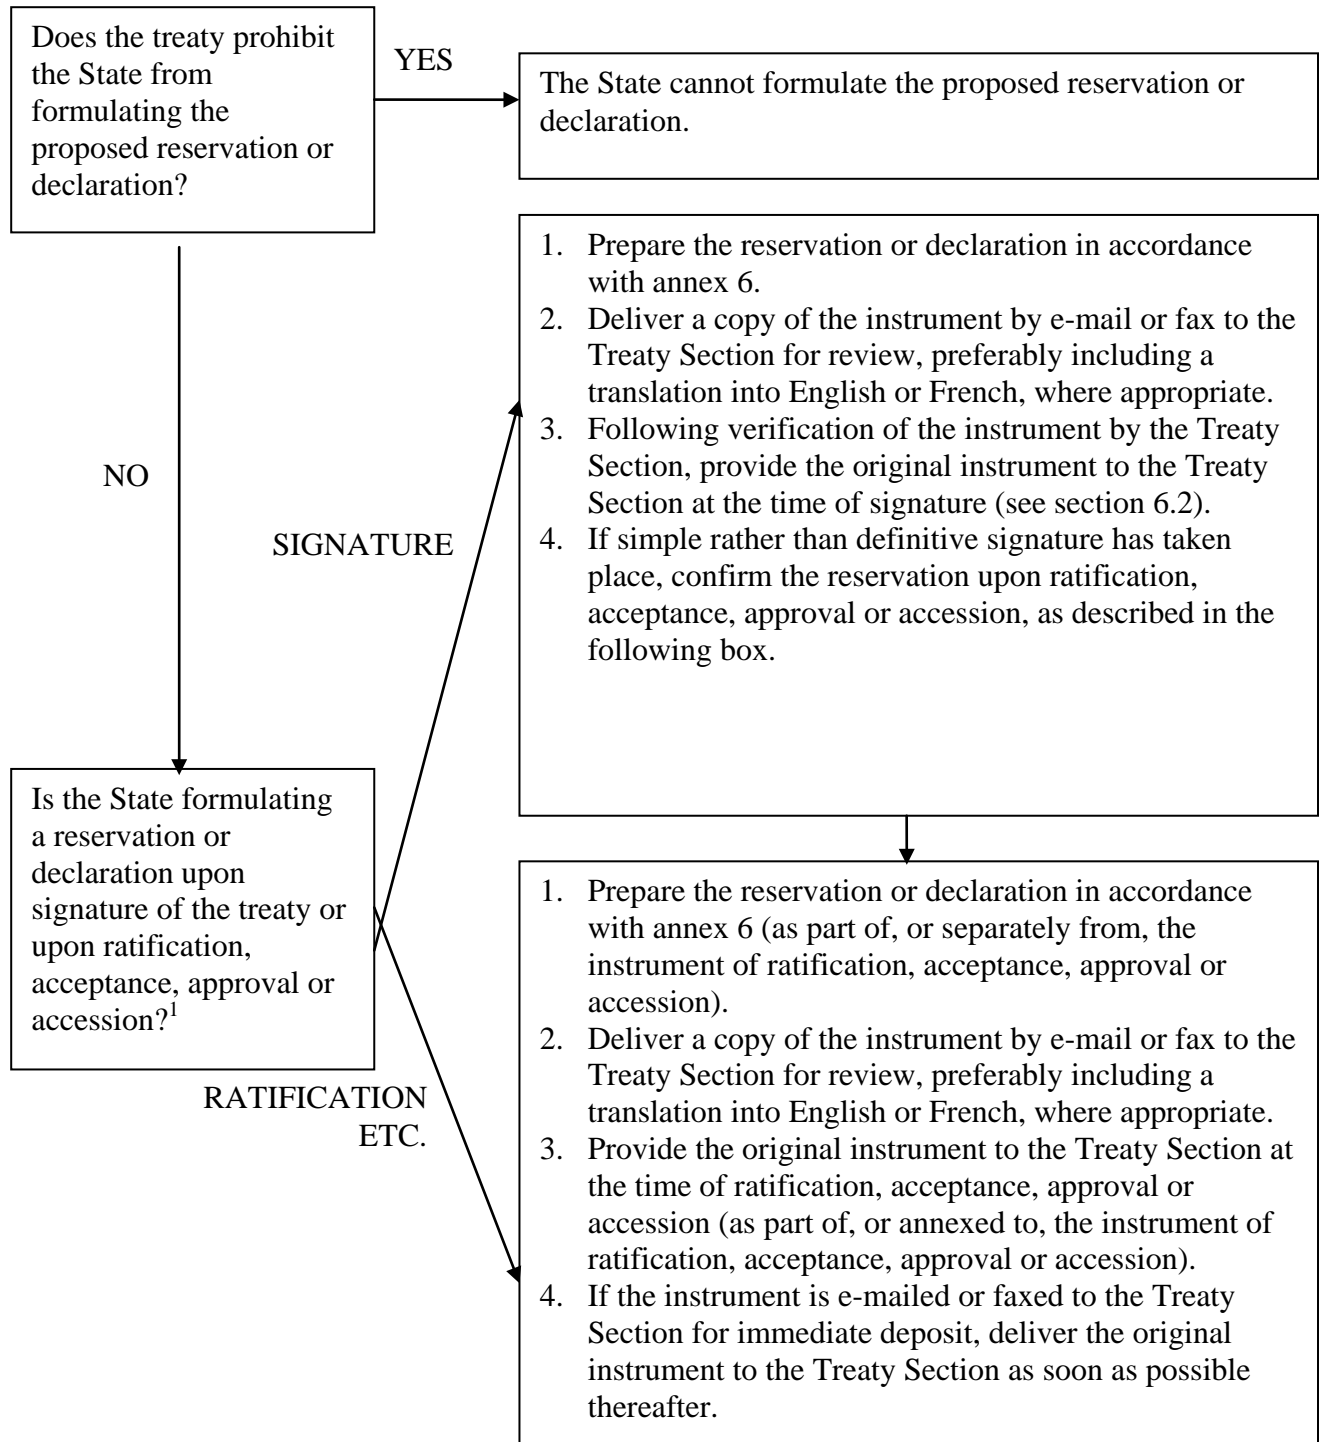 Does the treaty prohibit
the State from
formulating the
proposed reservation or
declaration?
YES
The State cannot formulate the proposed reservation or
declaration.
NO
SIGNATURE
1. Prepare the reservation or declaration in accordance
with annex 6.
2. Deliver a copy of the instrument by e-mail or fax to the
Treaty Section for review, preferably including a
translation into English or French, where appropriate.
3. Following verification of the instrument by the Treaty
Section, provide the original instrument to the Treaty
Section at the time of signature (see section 6.2).
4. If simple rather than definitive signature has taken
place, confirm the reservation upon ratification,
acceptance, approval or accession, as described in the
following box.
Is the State formulating
a reservation or
declaration upon
signature of the treaty or
upon ratification,
acceptance, approval or
accession?1
RATIFICATION
ETC.
1. Prepare the reservation or declaration in accordance
with annex 6 (as part of, or separately from, the
instrument of ratification, acceptance, approval or
accession).
2. Deliver a copy of the instrument by e-mail or fax to the
Treaty Section for review, preferably including a
translation into English or French, where appropriate.
3. Provide the original instrument to the Treaty Section at
the time of ratification, acceptance, approval or
accession (as part of, or annexed to, the instrument of
ratification, acceptance, approval or accession).
4. If the instrument is e-mailed or faxed to the Treaty
Section for immediate deposit, deliver the original
instrument to the Treaty Section as soon as possible
thereafter.